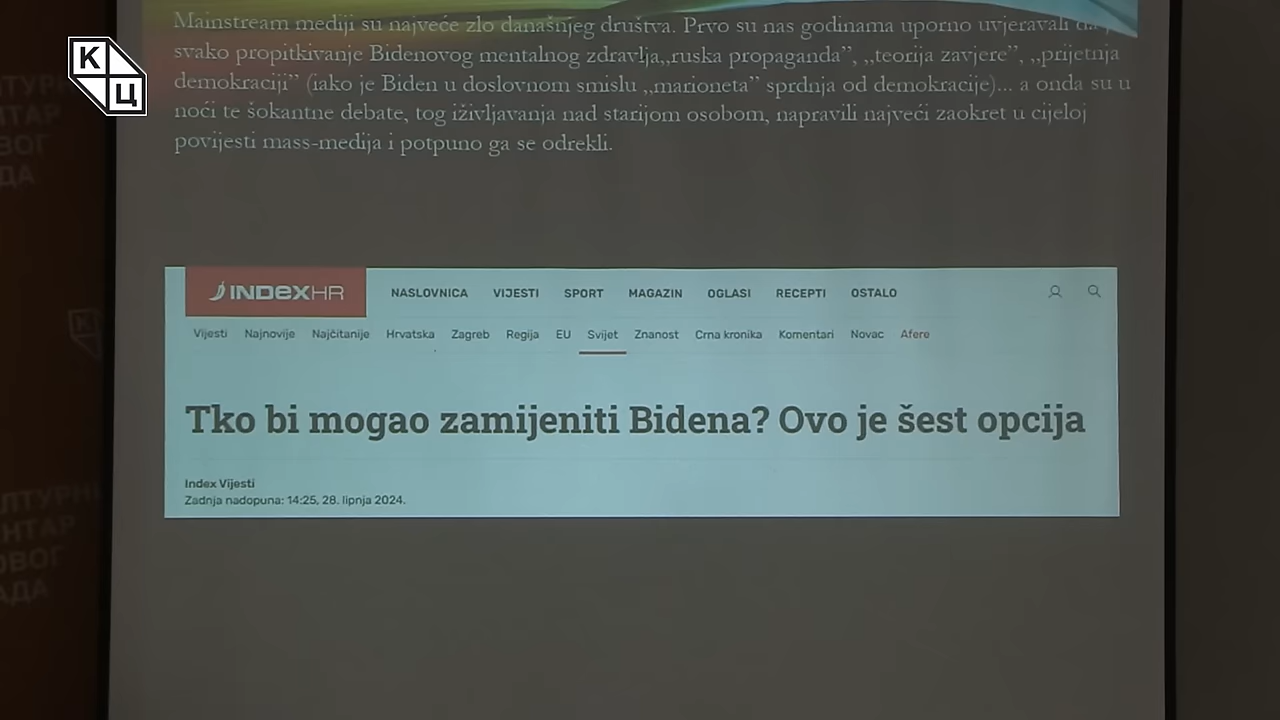 КЦ
Mainstream mediji su najveće zlo današnjeg društva. Prvo su nas godinama uporno uvjeravali
svako propitkivanje Bidenovog mentalnog zdravlja,,ruska propaganda”, ,,teorija zavjere”, ,,prijetnja
demokraciji” (iako je Biden u doslovnom smislu ,,marioneta” sprdnja od demokracije)... a onda su u
noći te šokantne debate, tog iživljavanja nad starijom osobom, napravili najveći zaokret u cijeloj
povijesti mass-medija i potpuno ga se odrekli.
INDEXHR
NASLOVNICA VIJESTI SPORT MAGAZIN OGLASI RECEPTI OSTALO
Vijesti Najnovije Najčitanije Hrvatska Zagreb Regija EU Svijet Znanost Crna kronika Komentari Novac Afere
Tko bi mogao zamijeniti Bidena? Ovo je šest opcija
Index Vijesti
Zadnja nadopuna: 14:25, 28. lipnja 2024.